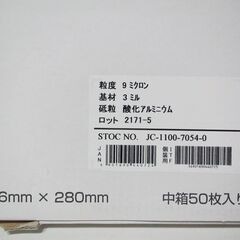 粒度 9 ミクロン
基材 3 ミル
砥粒 酸化アルミニウム
ロット 2171-5
STOC NO. JC-1100-7054-0
JAN
ITF
6mm × 280mm
中箱50枚入り